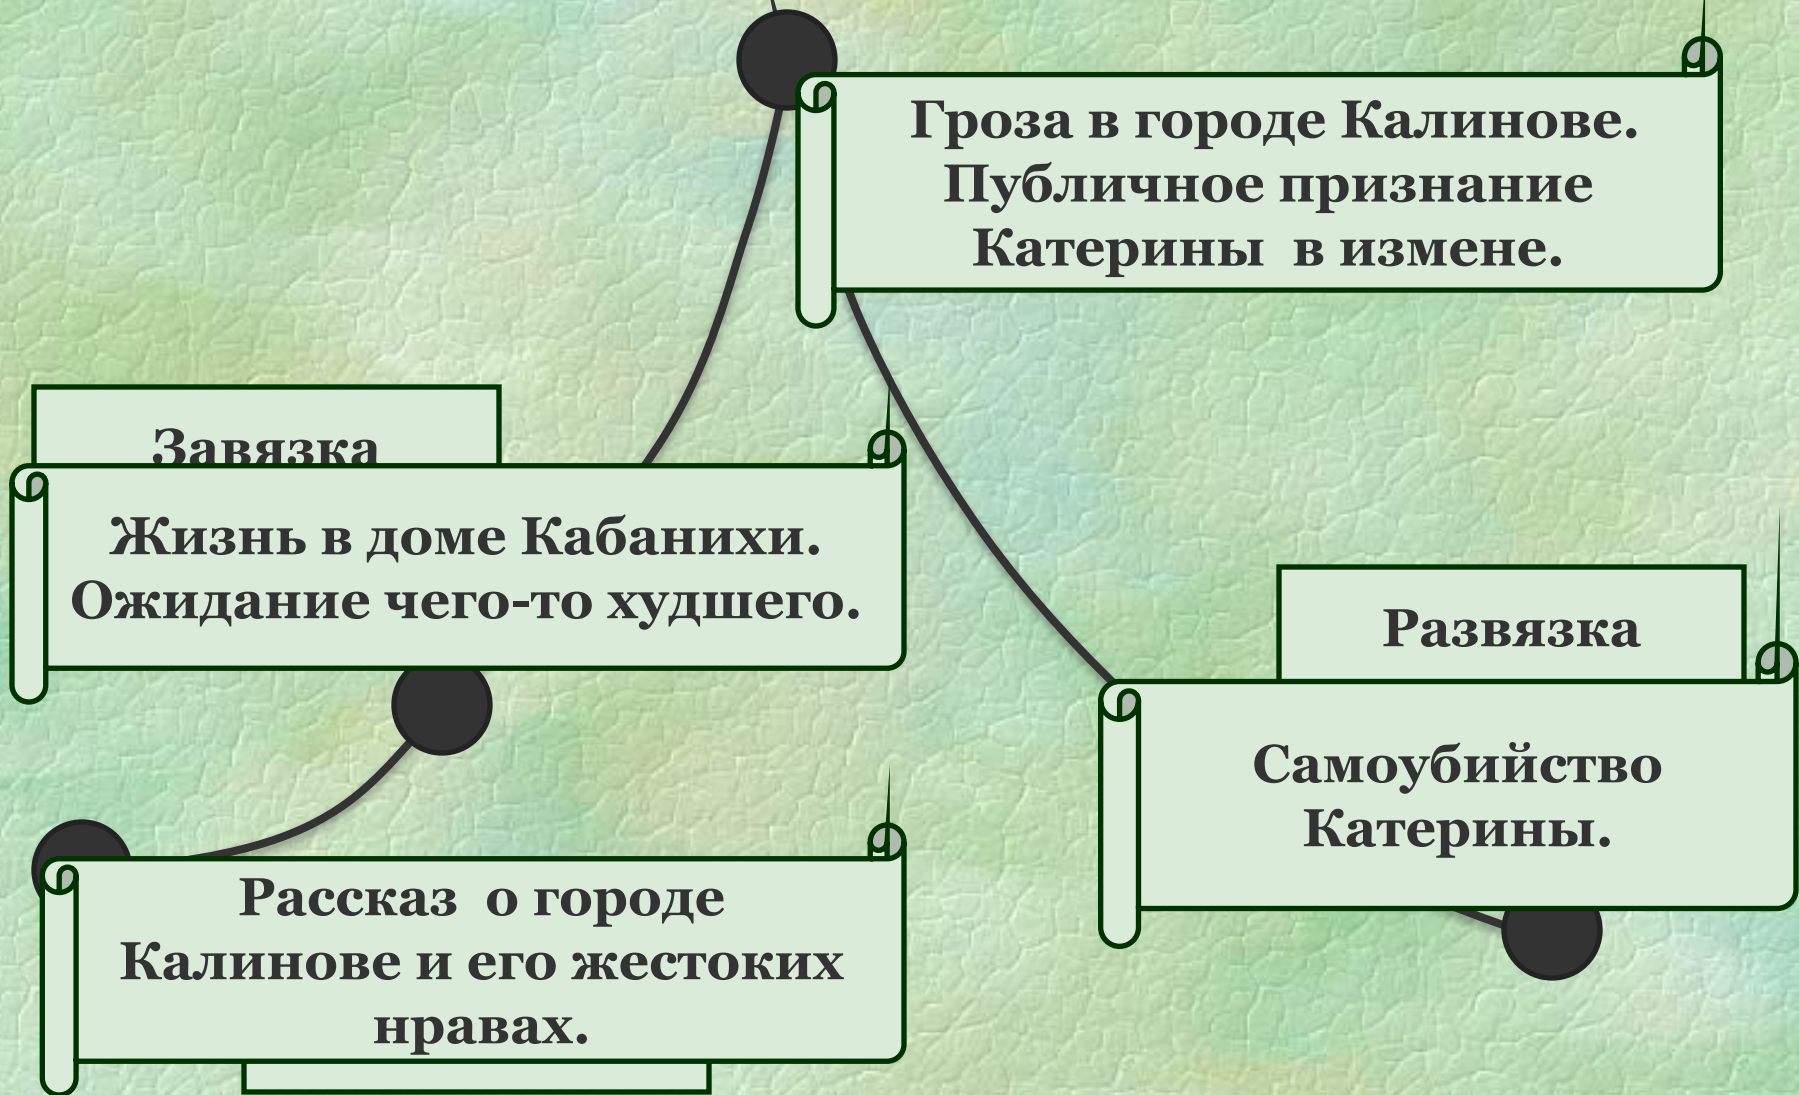 Гроза в городе Калинове.
Публичное признание
Катерины в измене.
Завязка
Жизнь в доме Кабанихи.
Ожидание чего-то худшего.
Развязка
Самоубийство
Катерины.
Рассказ о городе
Калинове и его жестоких
нравах.